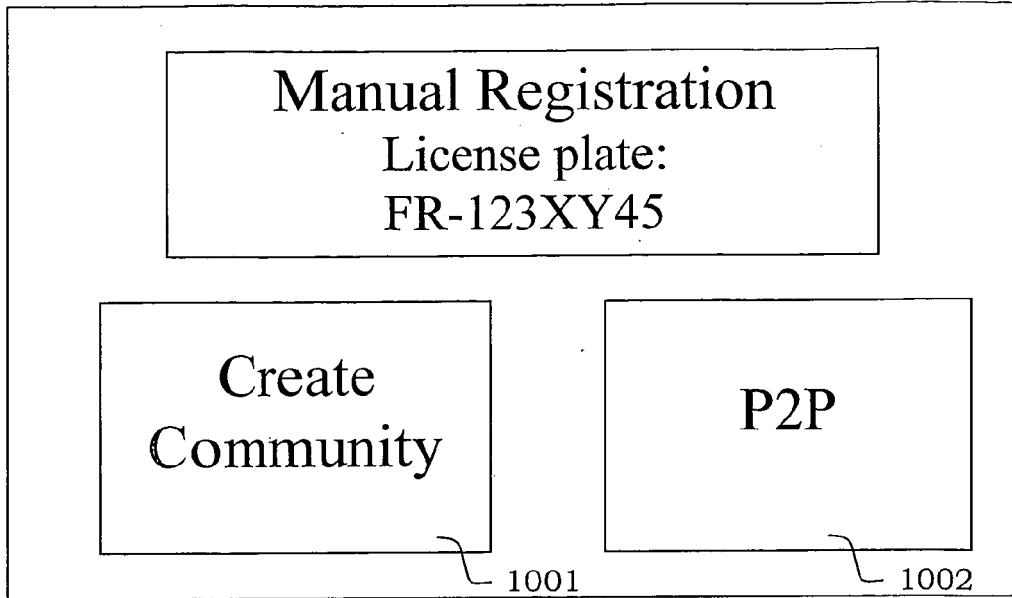 Manual Registration
License plate:
FR-123XY45
Create
Community
P2P
1001
1002